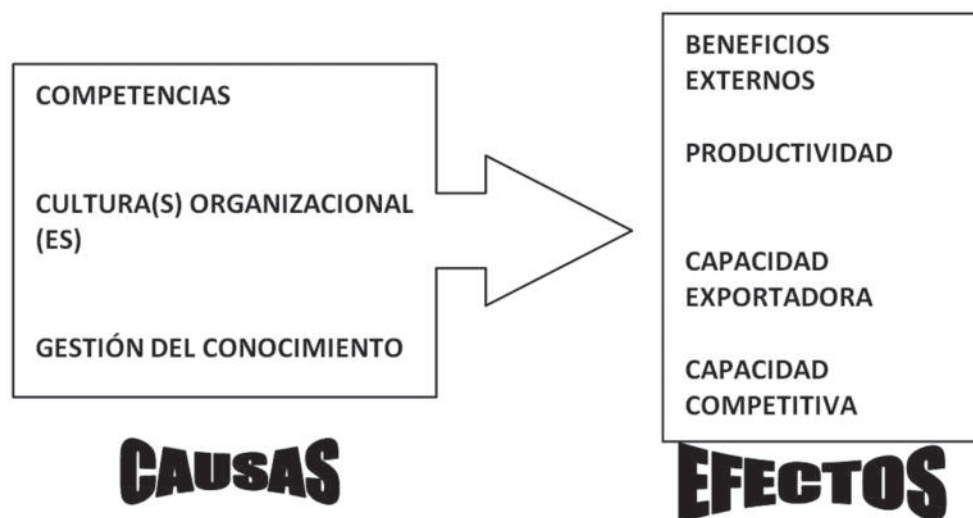 COMPETENCIAS
CULTURA(S) ORGANIZACIONAL
(ES)
GESTIÓN DEL CONOCIMIENTO
CAUSAS
BENEFICIOS
EXTERNOS
PRODUCTIVIDAD
CAPACIDAD
EXPORTADORA
CAPACIDAD
COMPETITIVA
EFECTOS